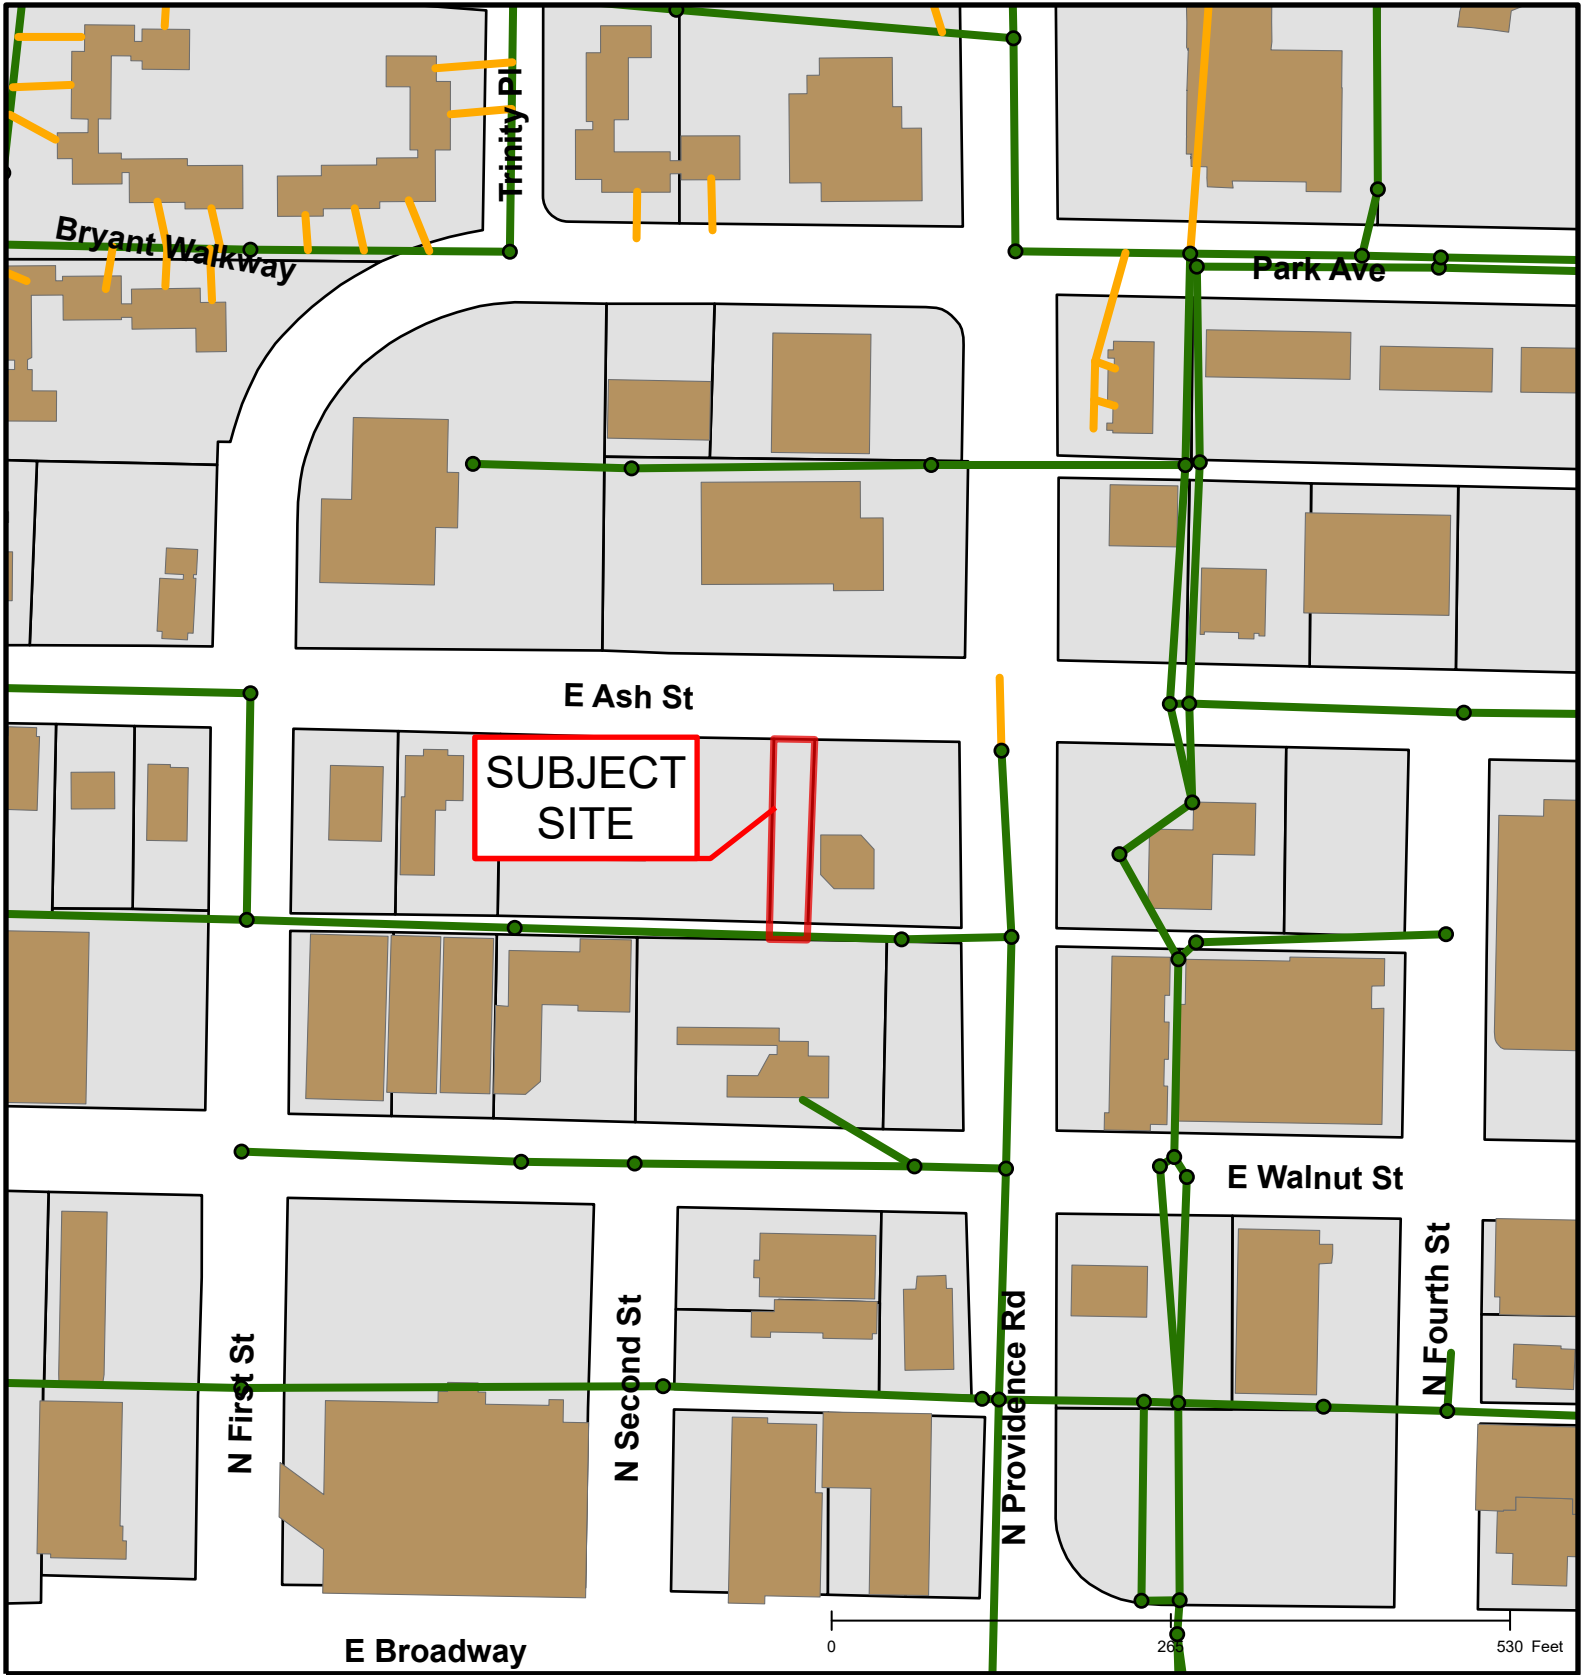 Trinity Pl
Bryant Walkway
Park Ave
E Ash St
SUBJECT
SITE
E Walnut St
N First St
N Second St
N Providence Rd
N Fourth St
E Broadway
0
265
530 Feet